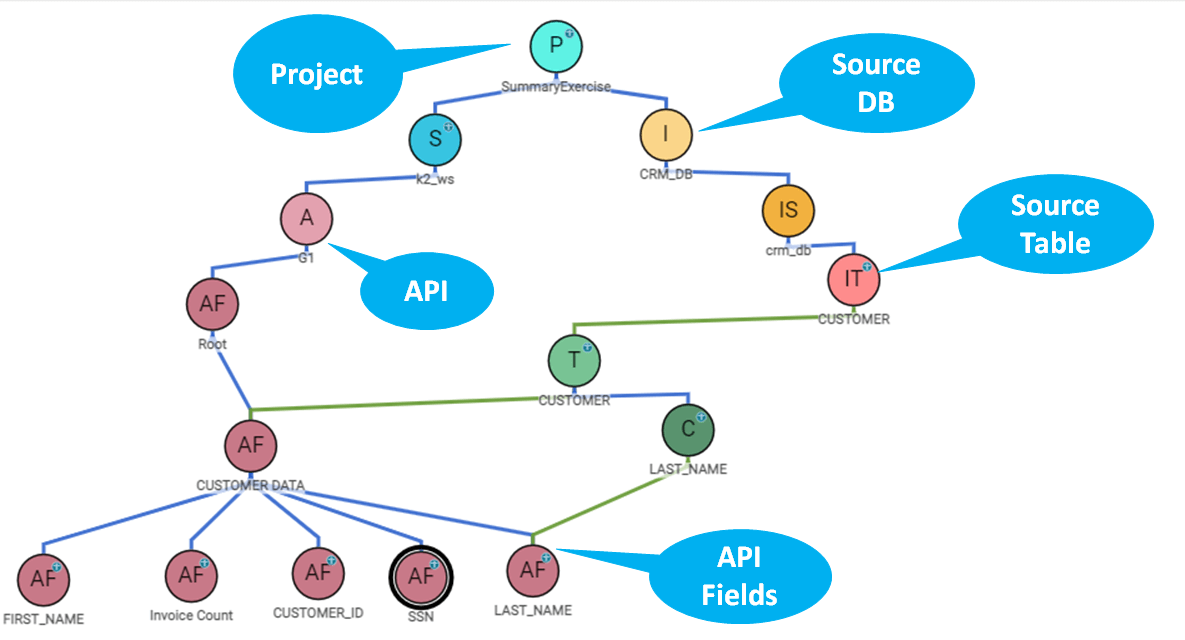 P
SummaryExercise
Project
Source
DB
S
k2_ws
I
CRM_DB
A
G1
IS
crm_db
Source
Table
API
IT
CUSTOMER
AF
Root
T
CUSTOMER
AF
CUSTOMER DATA
C
LAST_NAME
AF
FIRST_NAME
AF
Invoice Count
AF
CUSTOMER_ID
AF
SSN
AF
LAST_NAME
API
Fields